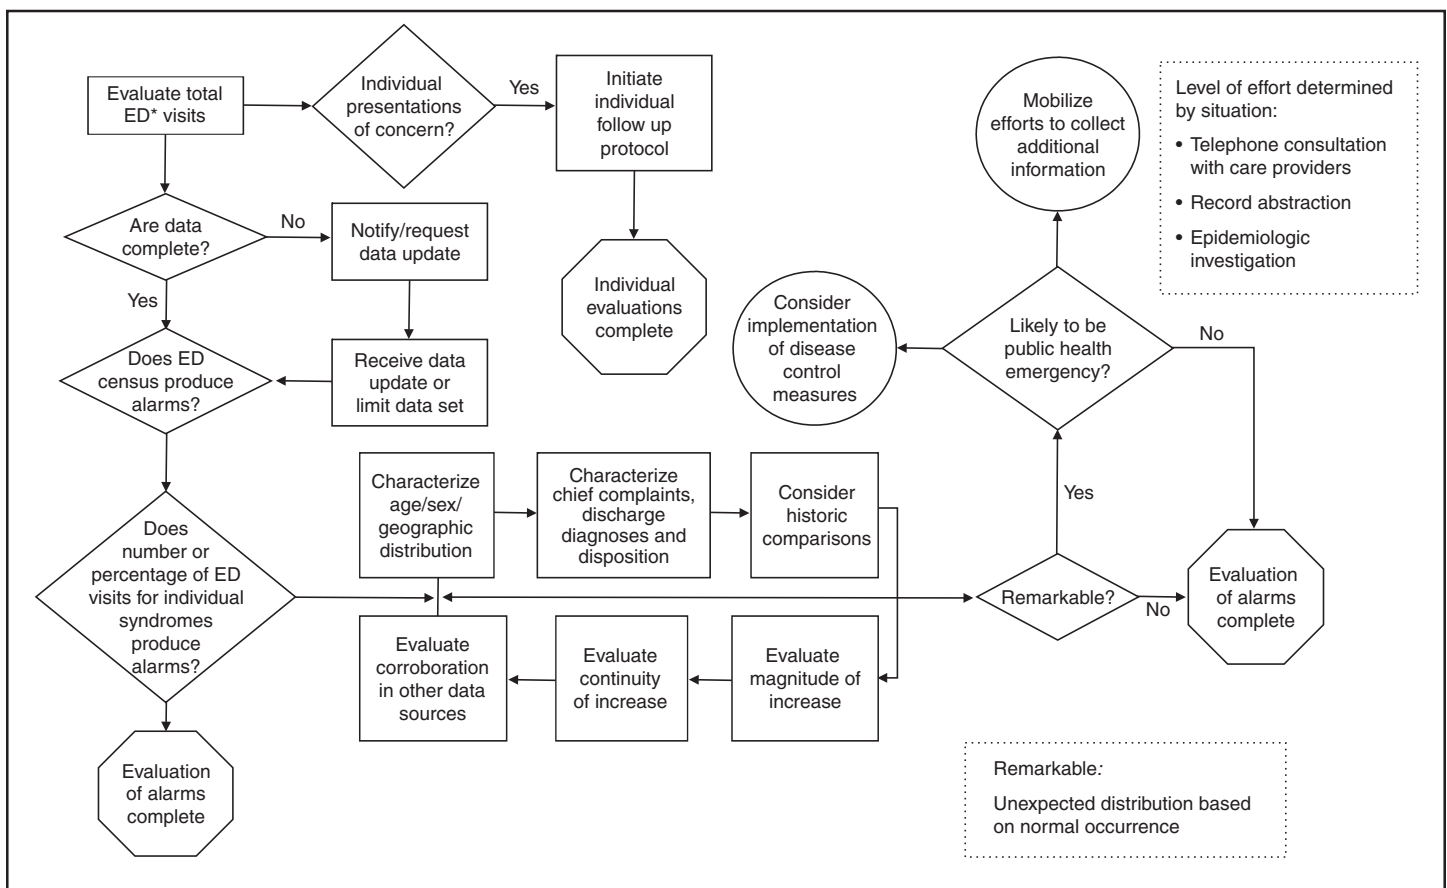 Evaluate total
ED* visits
Individual
presentations
of concern?
Yes
Initiate
individual
follow up
protocol
Individual
evaluations
complete
Are data
complete?
No
Notify/request
data update
Yes
Receive data
update or
limit data set
Does ED
census produce
alarms?
Does
number or
percentage of ED
visits for individual
syndromes
produce
alarms?
Evaluation
of alarms
complete
Characterize
age/sex/
geographic
distribution
Characterize
chief complaints,
discharge
diagnoses and
disposition
Consider
historic
comparisons
Evaluate
magnitude of
increase
Evaluate
continuity
of increase
Evaluate
corroboration
in other data
sources
Remarkable?
No
Evaluation
of alarms
complete
Yes
Likely to be
public health
emergency?
No
Consider
implementation
of disease
control
measures
Mobilize
efforts to collect
additional
information
Level of effort determined
by situation:
• Telephone consultation
with care providers
• Record abstraction
• Epidemiologic
investigation
Remarkable:
Unexpected distribution based
on normal occurrence